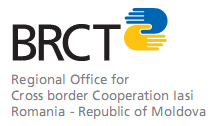 BRCT
Regional Office for
Cross border Cooperation Iasi
Romania - Republic of Moldova